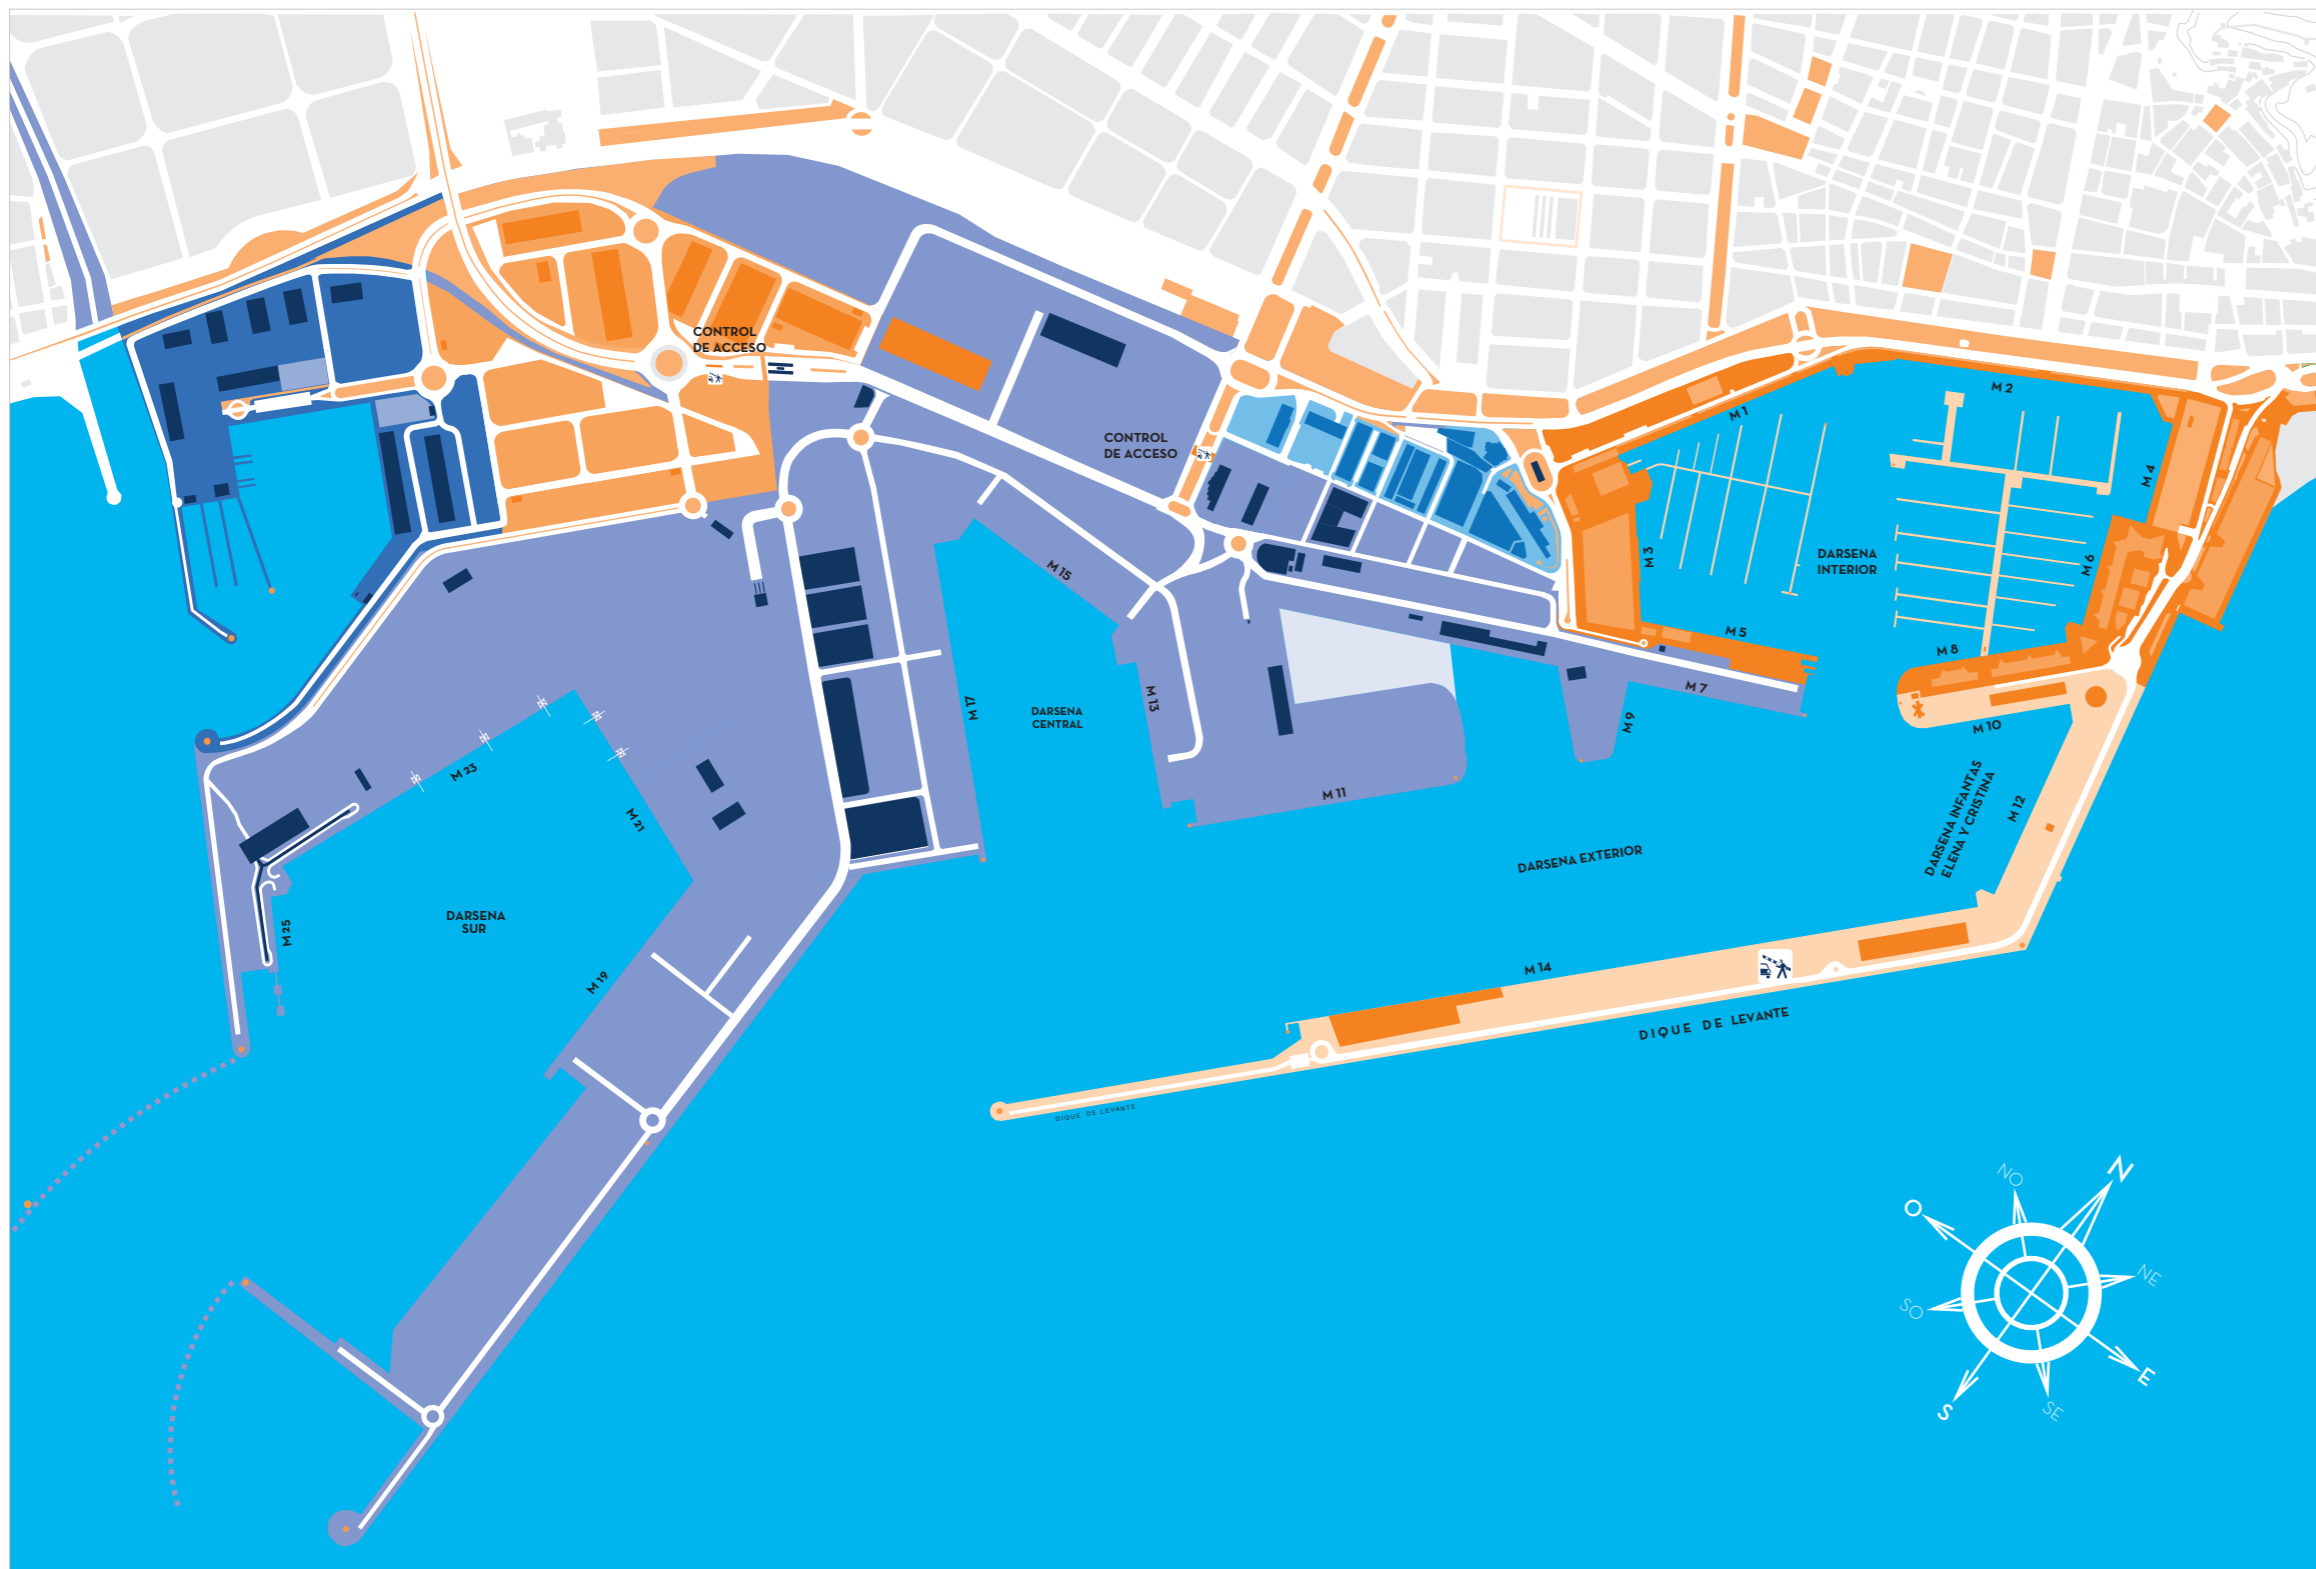 CONTROL
DE ACCESO
M 2
M 1
CONTROL
DE ACCESO
M 4
M 3
DARSENA
INTERIOR
M 6
M 15
M 5
M 8
M 7
M 13
M 17
DARSENA
CENTRAL
M 9
M 10
M 23
M 11
M 21
DARSENA INFANTAS
ELENA Y CRISTINA
M 12
DARSENA EXTERIOR
DARSENA
SUR
M 25
M 19
M 14
DIQUE DE LEVANTE
DIQUE DE LEVANTE
N
NO
O
NE
SO
E
S
SE